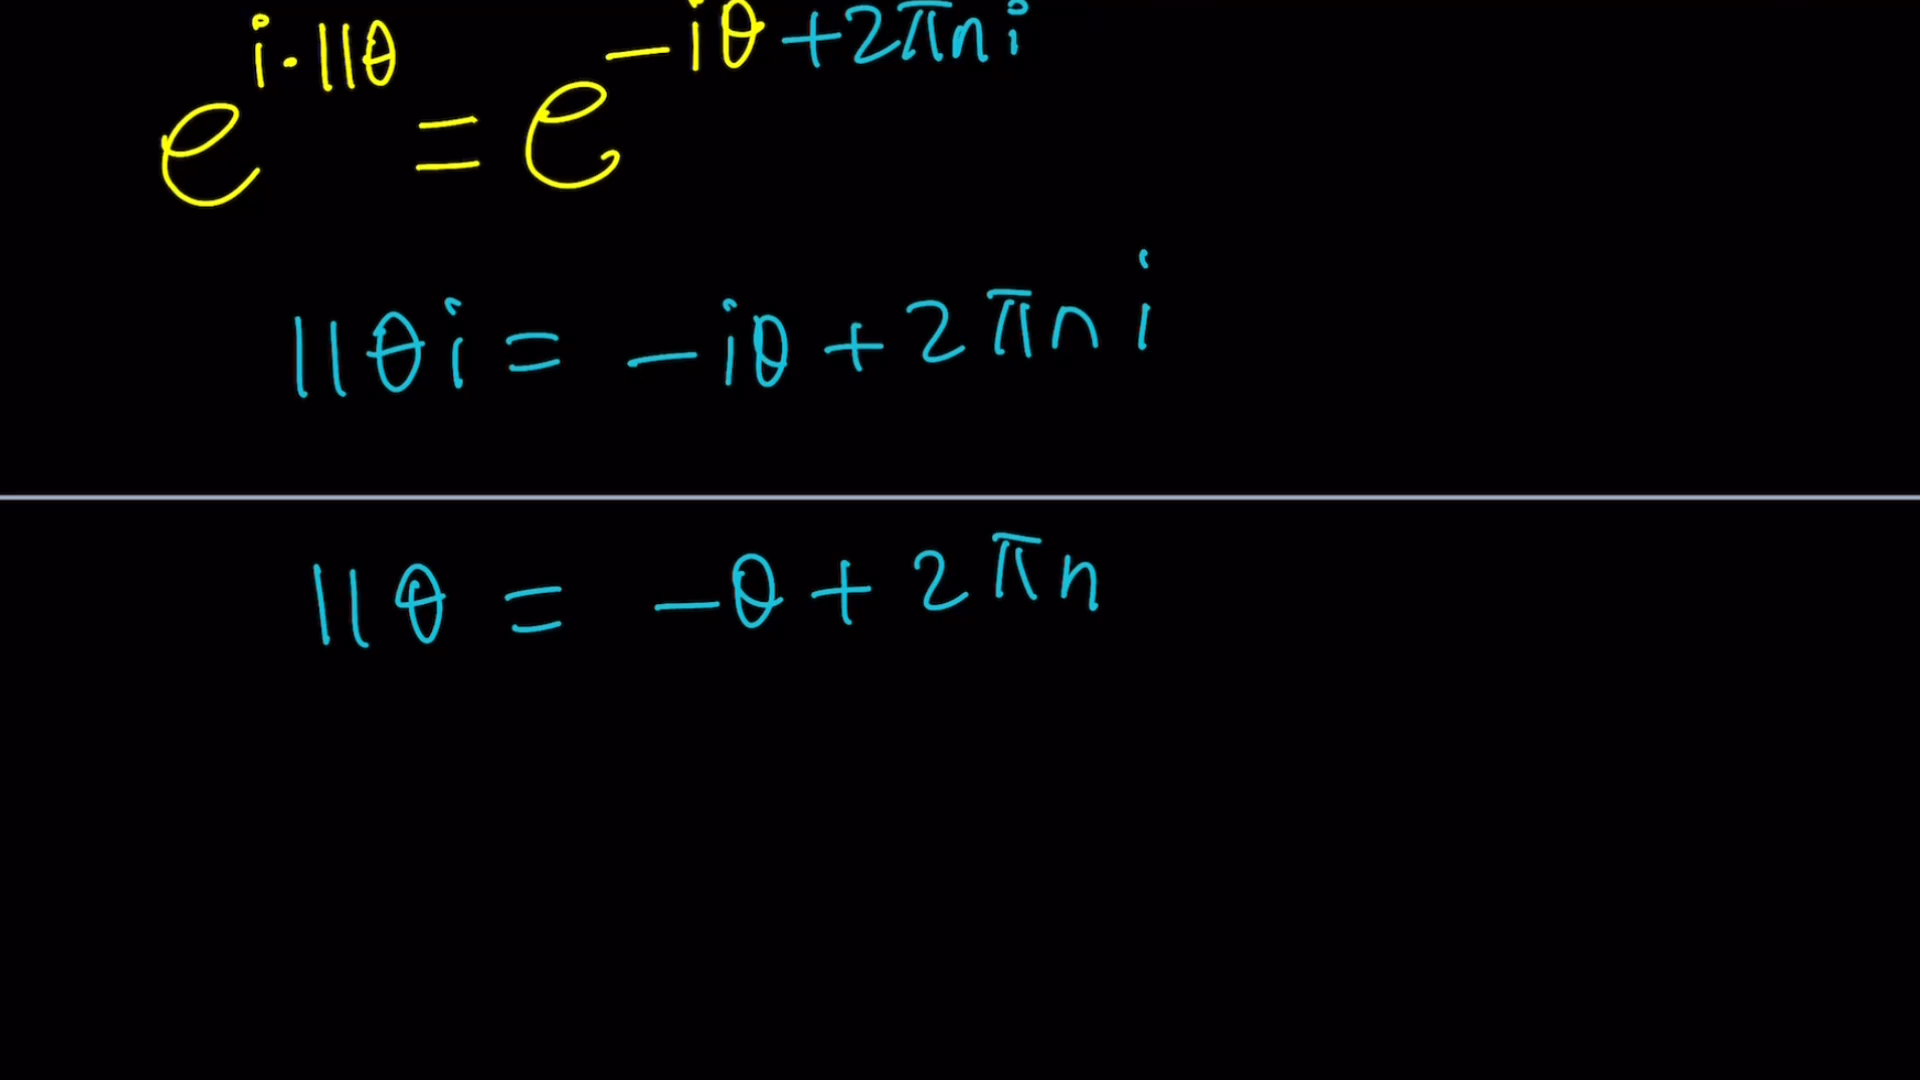 e^{i·11θ} = e^{-iθ+2πni}
11θi = -iθ + 2πni
11θ = -θ + 2πn